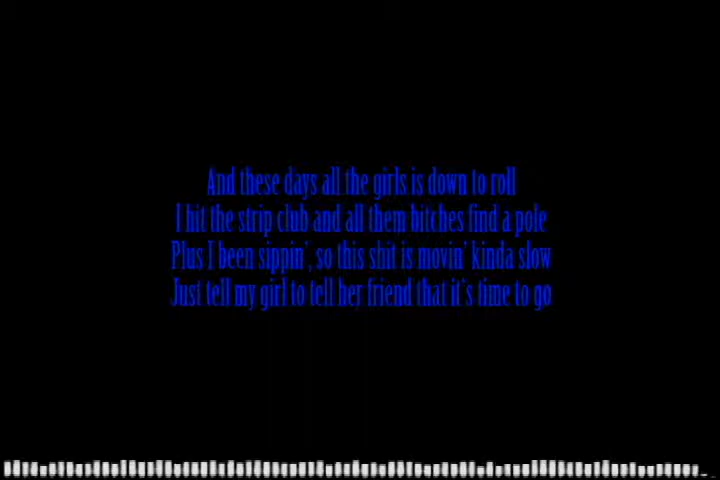 And these days all the girls is down to roll
I hit the strip club and all them bitches find a pole
Plus I been sippin', so this shit is movin' kinda slow
Just tell my girl to tell her friend that it's time to go